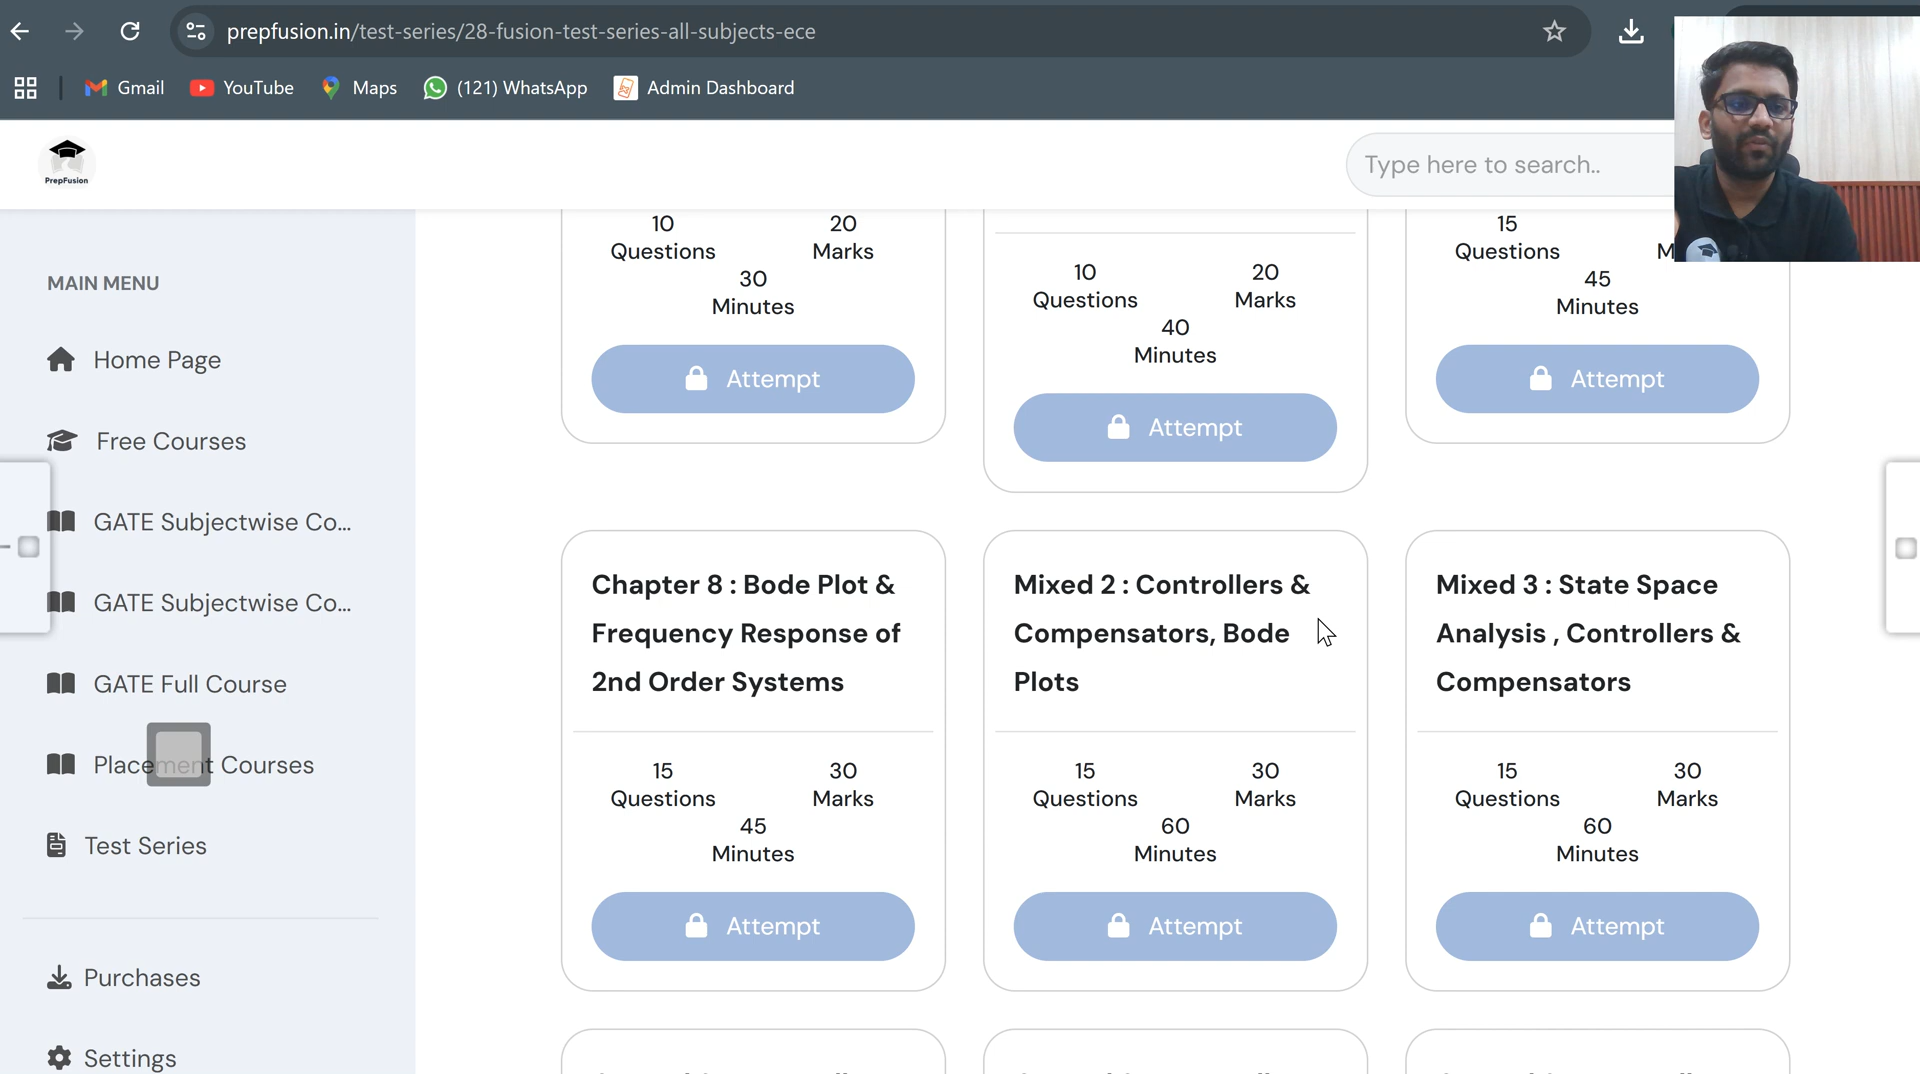 prepfusion.in/test-series/28-fusion-test-series-all-subjects-ece
Gmail
YouTube
Maps
(121) WhatsApp
Admin Dashboard
PrepFusion
Type here to search..
MAIN MENU
Home Page
Free Courses
GATE Subjectwise Co...
GATE Subjectwise Co...
GATE Full Course
Placement Courses
Test Series
Purchases
Settings
10 Questions
20 Marks
30 Minutes
Attempt
10 Questions
20 Marks
40 Minutes
Attempt
15 Questions
M
45 Minutes
Attempt
Chapter 8 : Bode Plot &
Frequency Response of
2nd Order Systems
15 Questions
30 Marks
45 Minutes
Attempt
Mixed 2 : Controllers &
Compensators, Bode
Plots
15 Questions
30 Marks
60 Minutes
Attempt
Mixed 3 : State Space
Analysis , Controllers &
Compensators
15 Questions
30 Marks
60 Minutes
Attempt